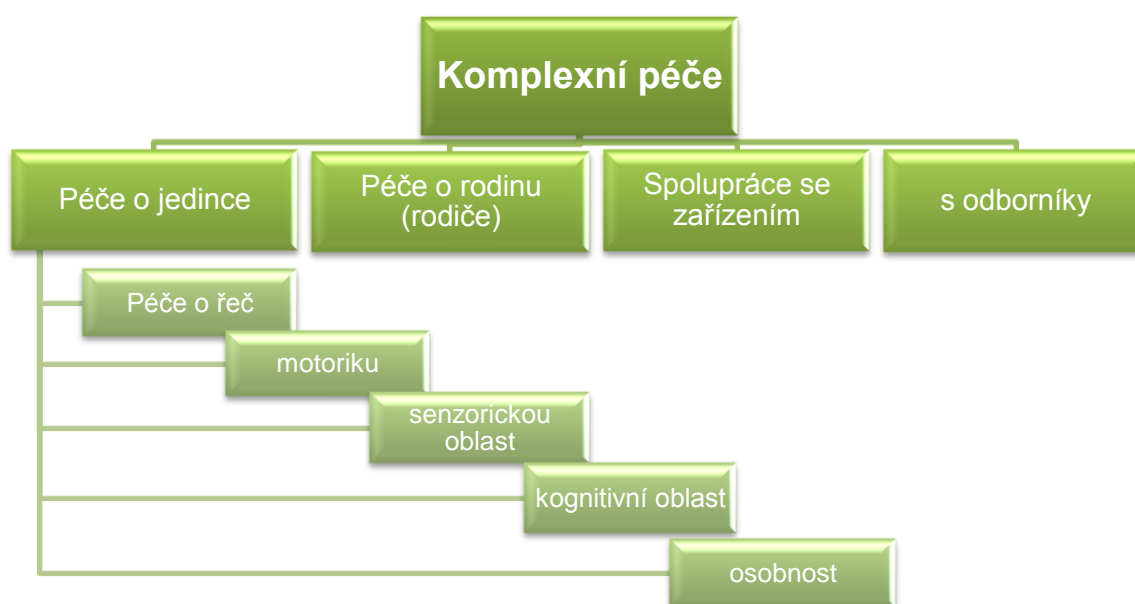 Komplexní péče
Péče o jedince
Péče o rodinu
(rodiče)
Spolupráce se
zařízením
s odborníky
Péče o řeč
motoriku
senzorickou
oblast
kognitivní oblast
osobnost